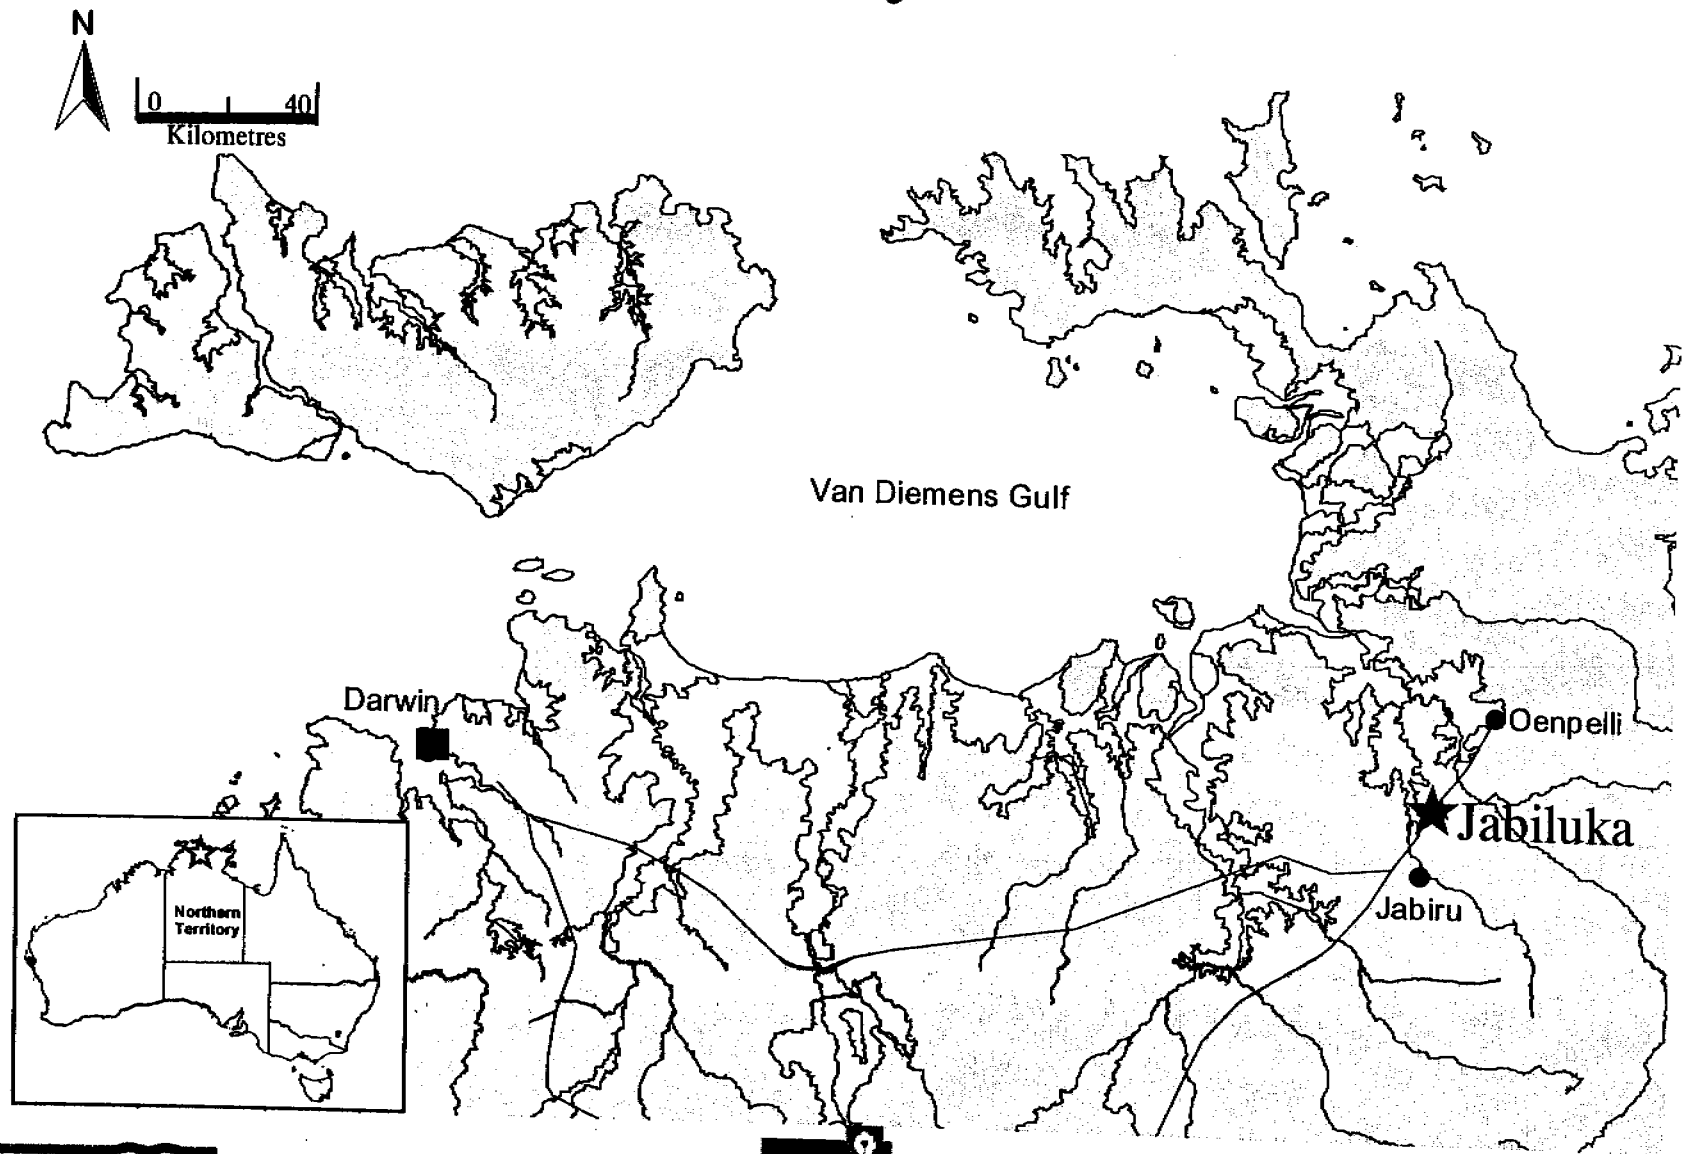 N
0 40
Kilometres
Van Diemens Gulf
Darwin
Oenpelli
Jabiluka
Jabiru
Northern
Territory